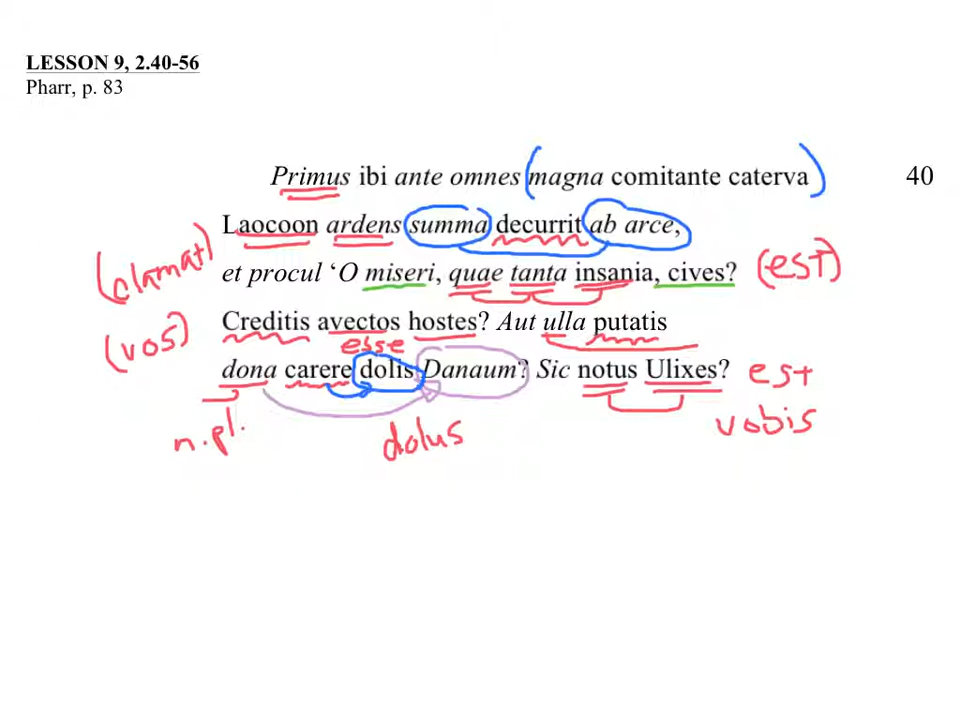 LESSON 9, 2.40-56
Pharr, p. 83
Primus ibi ante omnes (magna comitante caterva) 40
Laocoon ardens summa decurrit ab arce,
(clamat) et procul ‘O miseri, quae tanta insania, cives? (est)
(vos) Creditis avectos hostes? Aut ulla putatis
esse
dona carere dolis Danaum? Sic notus Ulixes? est
n.pl. dolus vobis